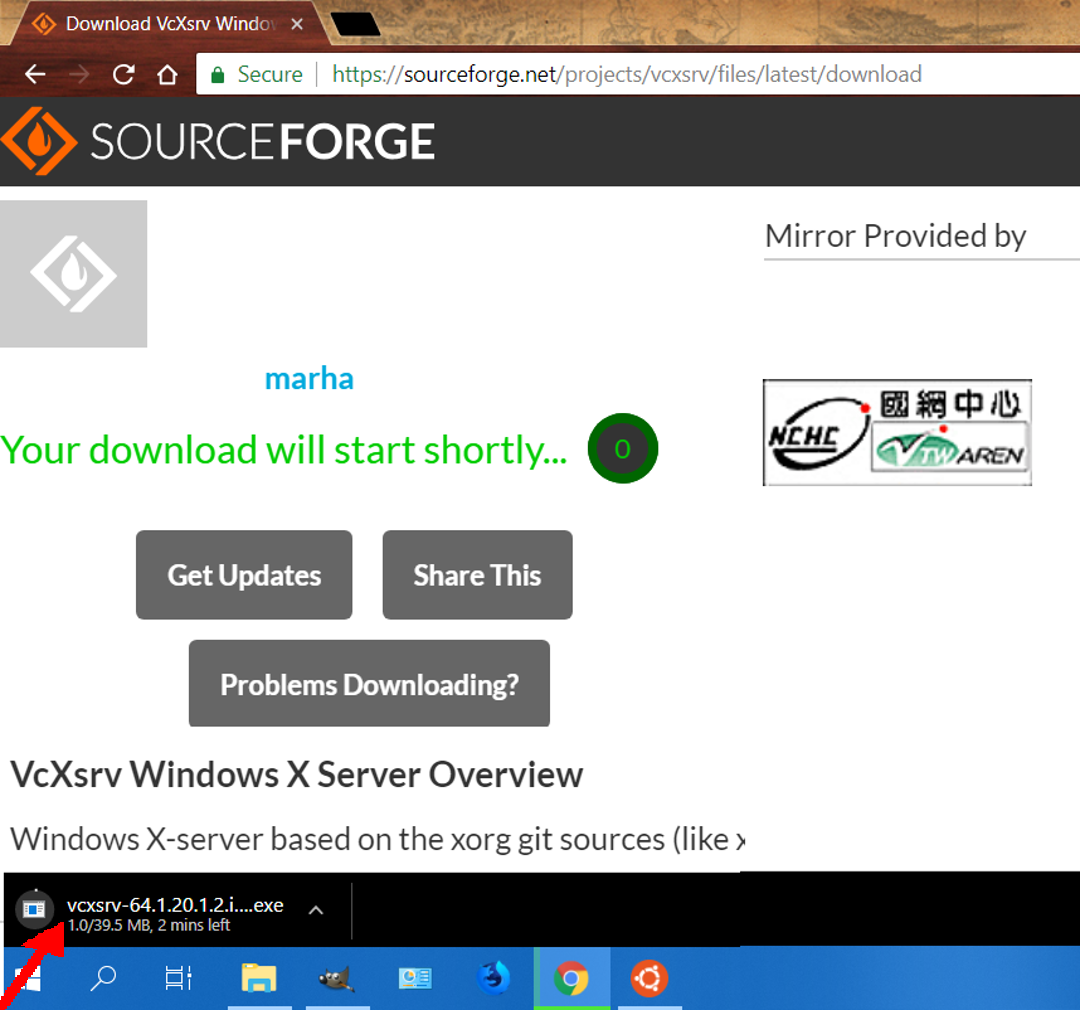 Download VcXsrv Windo
Secure
https://sourceforge.net/projects/vcxsrv/files/latest/download
SOURCEFORGE
Mirror Provided by
marha
Your download will start shortly...
0
NCHC
國網中心
TWAREN
Get Updates
Share This
Problems Downloading?
VcXsrv Windows X Server Overview
Windows X-server based on the xorg git sources (like x
vcxsrv-64.1.20.1.2.i....exe
1.0/39.5 MB, 2 mins left